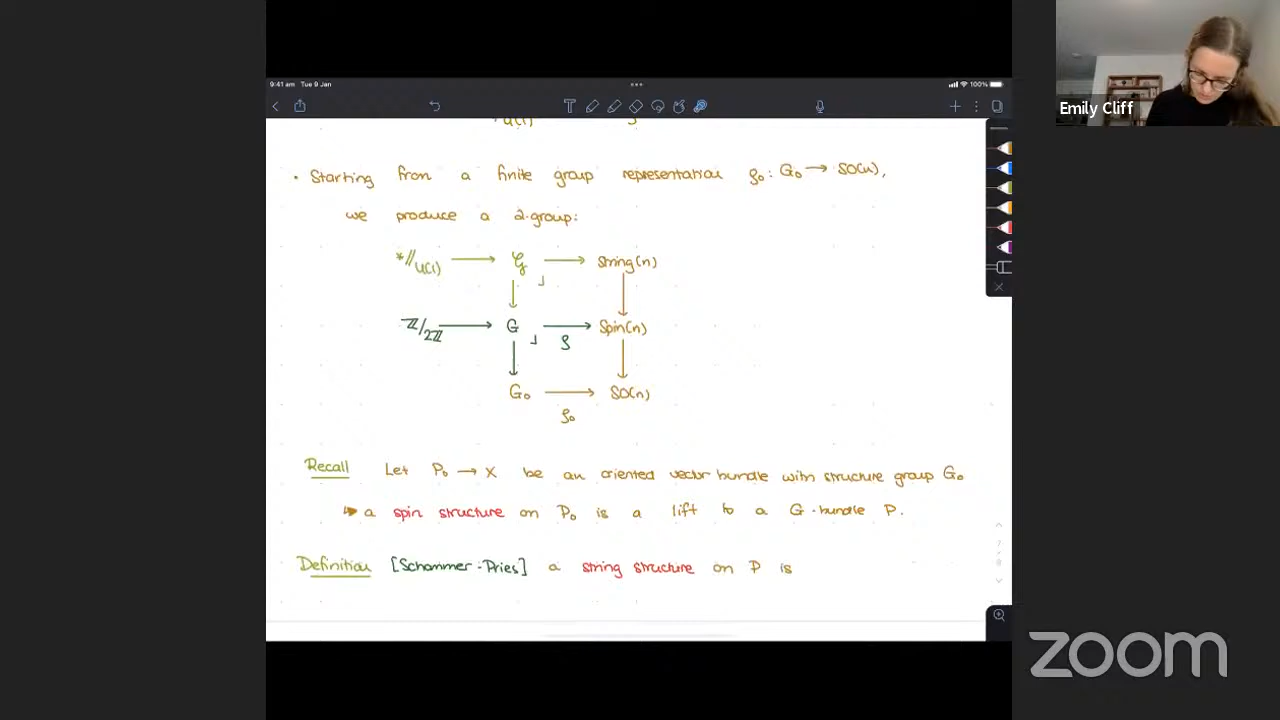 9:41 am Tue 9 Jan
100%
Emily Cliff
U(1)
• Starting from a finite group representation ρ₀: G₀ → SO(n),
we produce a 2-group:
*//U(1) → 𝒢 → String(n)
ℤ/2ℤ → G → Spin(n)
ρ
G₀ → SO(n)
ρ₀
Recall Let P₀ → X be an oriented vector bundle with structure group G₀
↳ a spin structure on P₀ is a lift to a G-bundle P.
Definition [Schommer-Pries] a string structure on P is
zoom